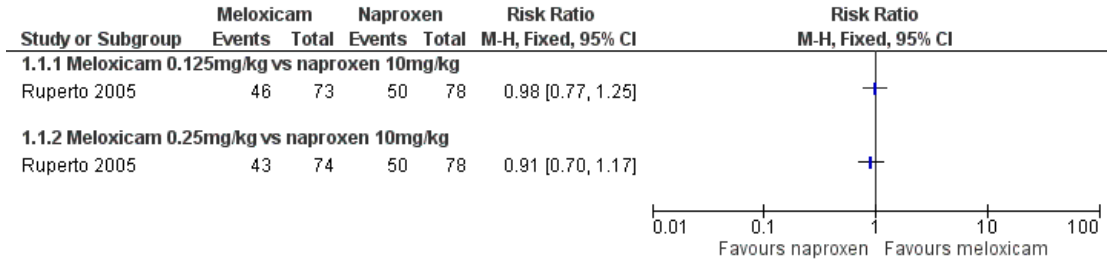 Meloxicam Naproxen Risk Ratio Risk Ratio
Study or Subgroup Events Total Events Total M-H, Fixed, 95% CI M-H, Fixed, 95% CI
1.1.1 Meloxicam 0.125mg/kg vs naproxen 10mg/kg
Ruperto 2005 46 73 50 78 0.98 [0.77, 1.25]
1.1.2 Meloxicam 0.25mg/kg vs naproxen 10mg/kg
Ruperto 2005 43 74 50 78 0.91 [0.70, 1.17]
0.01 0.1 1 10 100
Favours naproxen Favours meloxicam